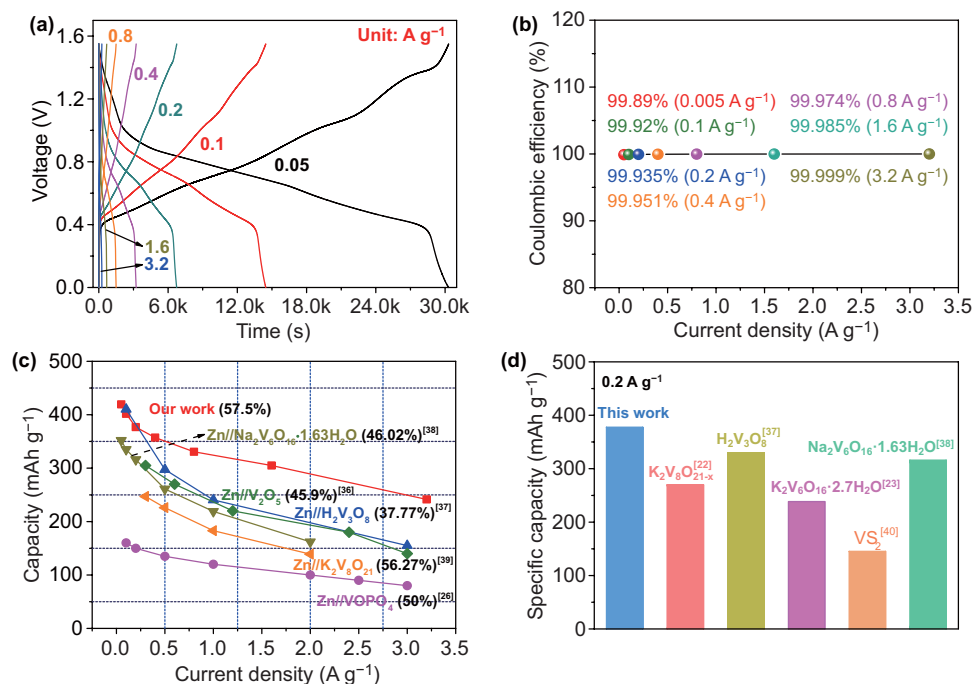 (a)
Voltage (V)
1.6
1.2
0.8
0.4
0.0
0.8
0.4
0.2
0.1
0.05
1.6
3.2
Unit: A g⁻¹
0.0
6.0k
12.0k
18.0k
24.0k
30.0k
Time (s)
(b)
Coulombic efficiency (%)
120
110
100
90
80
99.89% (0.005 A g⁻¹)
99.974% (0.8 A g⁻¹)
99.92% (0.1 A g⁻¹)
99.985% (1.6 A g⁻¹)
99.935% (0.2 A g⁻¹)
99.999% (3.2 A g⁻¹)
99.951% (0.4 A g⁻¹)
0.0 0.5 1.0 1.5 2.0 2.5 3.0 3.5
Current density (A g⁻¹)
(c)
Capacity (mAh g⁻¹)
500
400
300
200
100
0
Our work (57.5%)
Zn//Na₂V₆O₁₆·1.63H₂O (46.02%)[38]
Zn//V₂O₅ (45.9%)[36]
Zn//H₂V₃O₈ (37.77%)[37]
Zn//K₂V₈O₂₁ (56.27%)[39]
Zn//VOPO₄ (50%)[26]
0.0 0.5 1.0 1.5 2.0 2.5 3.0 3.5
Current density (A g⁻¹)
(d)
Specific capacity (mAh g⁻¹)
500
400
300
200
100
0
0.2 A g⁻¹
This work
K₂V₈O₂₁₋ₓ[22]
H₂V₃O₈[37]
K₂V₆O₁₆·2.7H₂O[23]
VS₂[40]
Na₂V₆O₁₆·1.63H₂O[38]